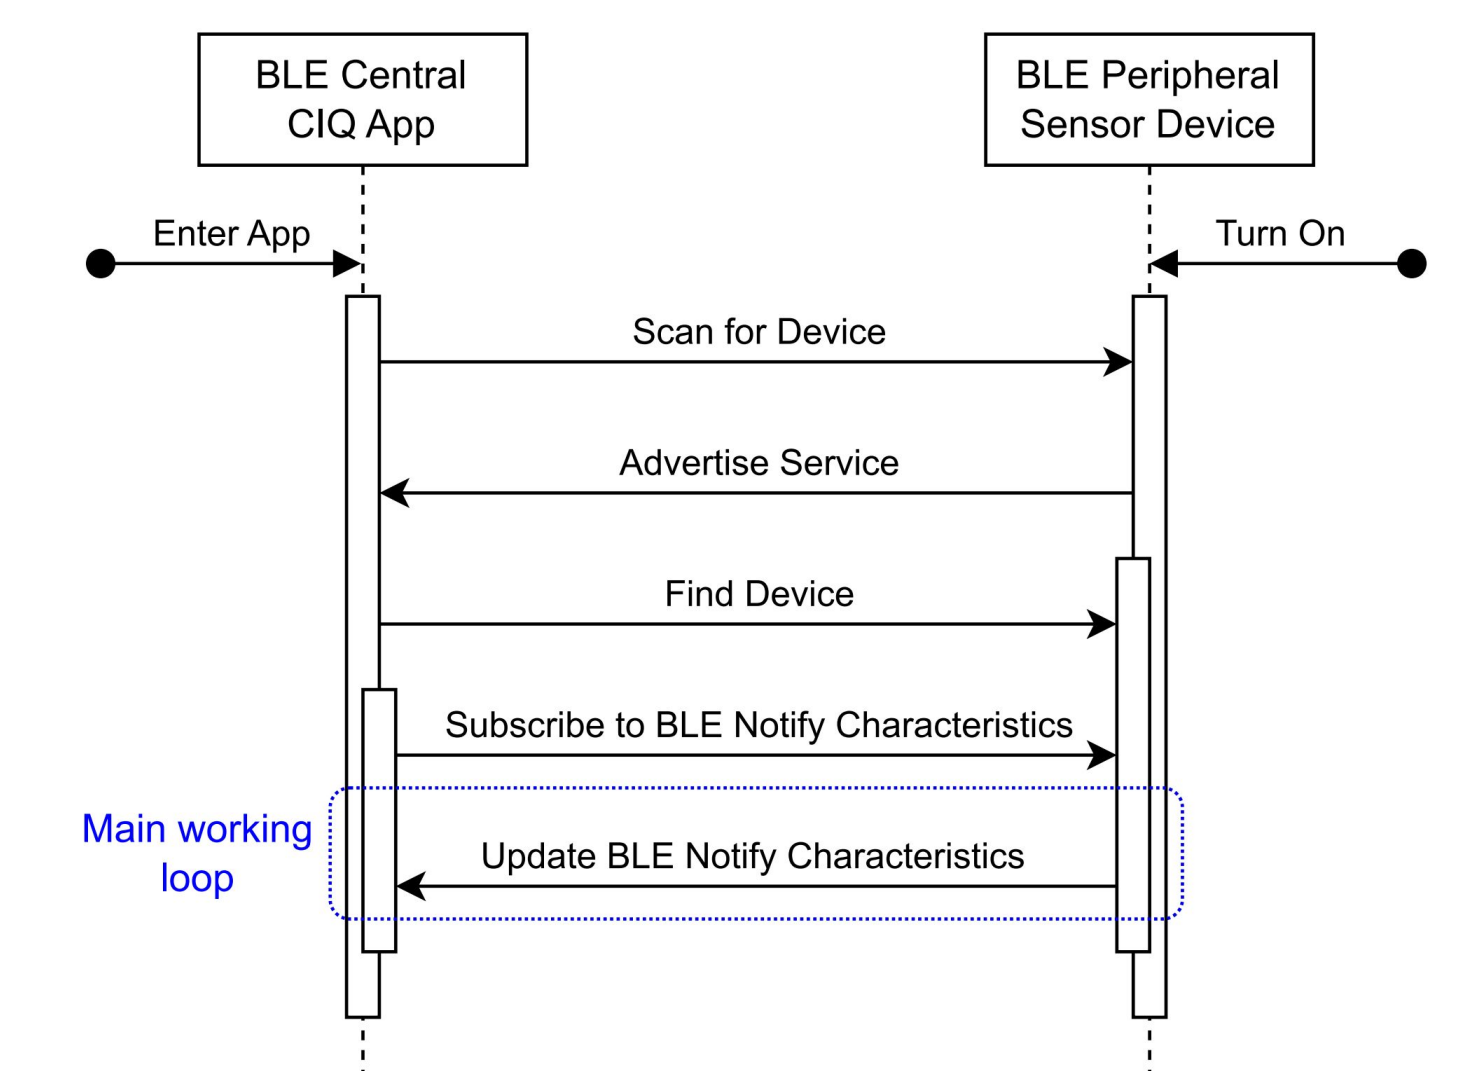 BLE Central
CIQ App
BLE Peripheral
Sensor Device
Enter App
Turn On
Scan for Device
Advertise Service
Find Device
Subscribe to BLE Notify Characteristics
Main working
loop
Update BLE Notify Characteristics